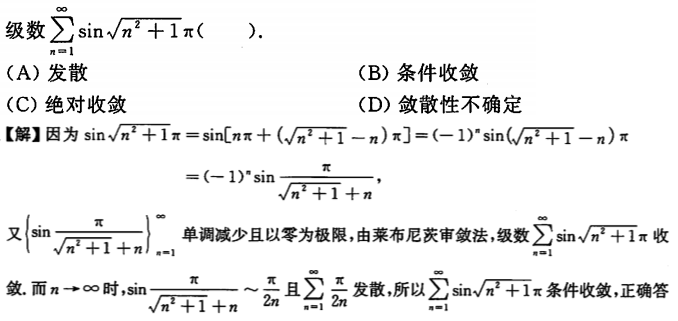 级数 $\sum_{n=1}^{\infty} \sin\sqrt{n^2+1}\pi$(　　).
(A) 发散　　(B) 条件收敛
(C) 绝对收敛　　(D) 敛散性不确定
【解】因为 $\sin\sqrt{n^2+1}\pi=\sin[n\pi+(\sqrt{n^2+1}-n)\pi]=(-1)^n\sin(\sqrt{n^2+1}-n)\pi$
$=(-1)^n\sin\frac{\pi}{\sqrt{n^2+1}+n}$,
又$\left\{\sin\frac{\pi}{\sqrt{n^2+1}+n}\right\}_{n=1}^{\infty}$ 单调减少且以零为极限,由莱布尼茨审敛法,级数$\sum_{n=1}^{\infty}\sin\sqrt{n^2+1}\pi$ 收
敛. 而 $n\to\infty$ 时,$\sin\frac{\pi}{\sqrt{n^2+1}+n}\sim\frac{\pi}{2n}$ 且$\sum_{n=1}^{\infty}\frac{\pi}{2n}$ 发散,所以$\sum_{n=1}^{\infty}\sin\sqrt{n^2+1}\pi$ 条件收敛,正确答